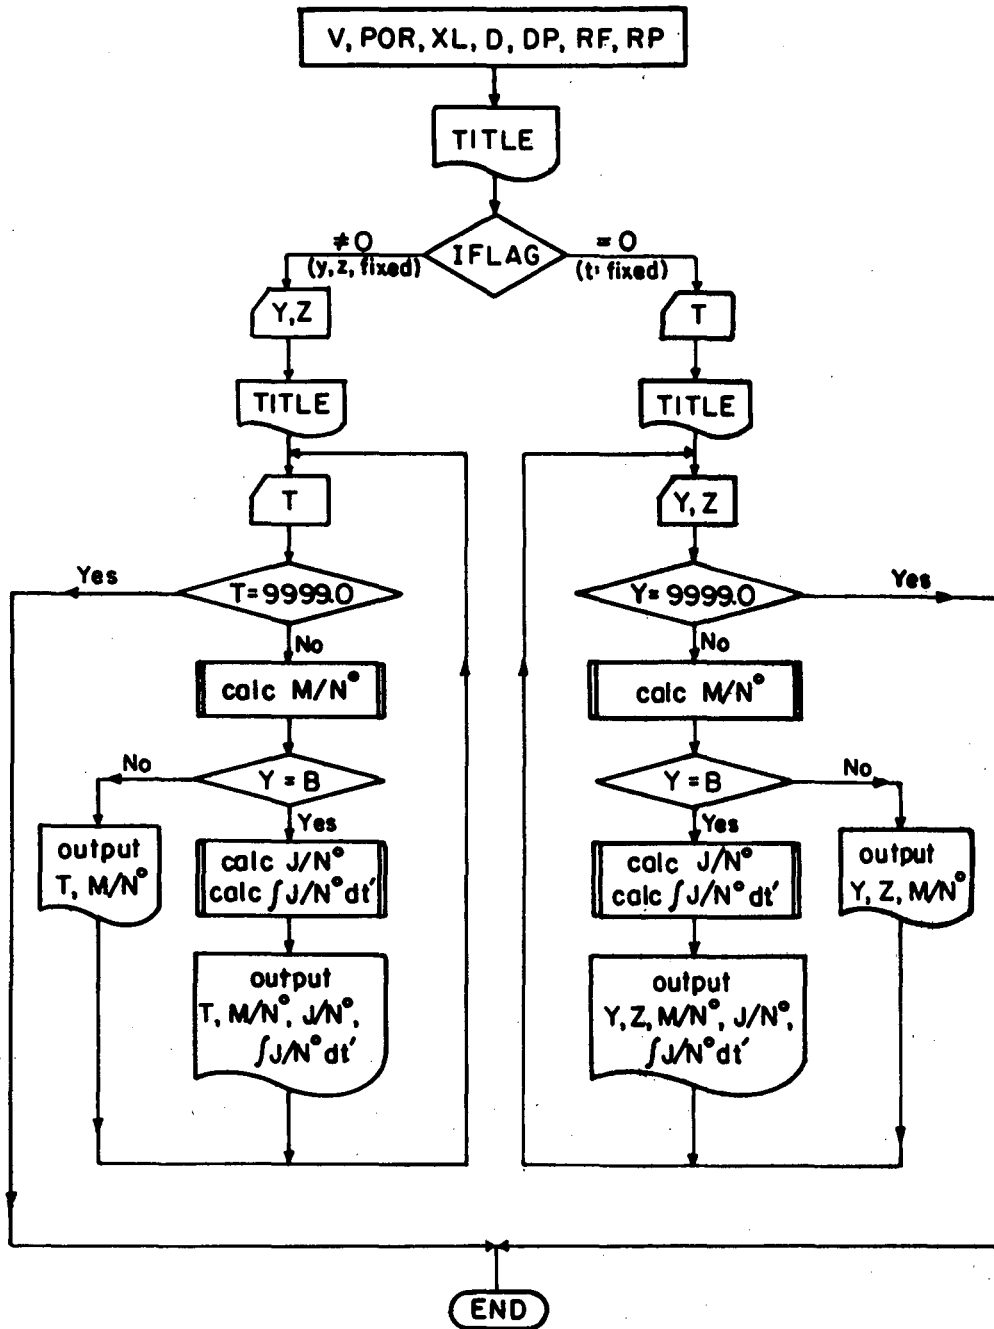 V, POR, XL, D, DP, RF, RP
TITLE
IFLAG
≠0
(y,z, fixed)
=0
(t: fixed)
Y,Z
TITLE
T
T=9999.0
Yes
No
calc M/N°
Y = B
No
Yes
output
T, M/N°
calc J/N°
calc ∫J/N° dt'
output
T, M/N°, J/N°,
∫J/N° dt'
T
TITLE
Y, Z
Y=9999.0
Yes
No
calc M/N°
Y = B
No
Yes
calc J/N°
calc ∫J/N° dt'
output
Y, Z, M/N°
output
Y, Z, M/N°, J/N°,
∫J/N° dt'
END